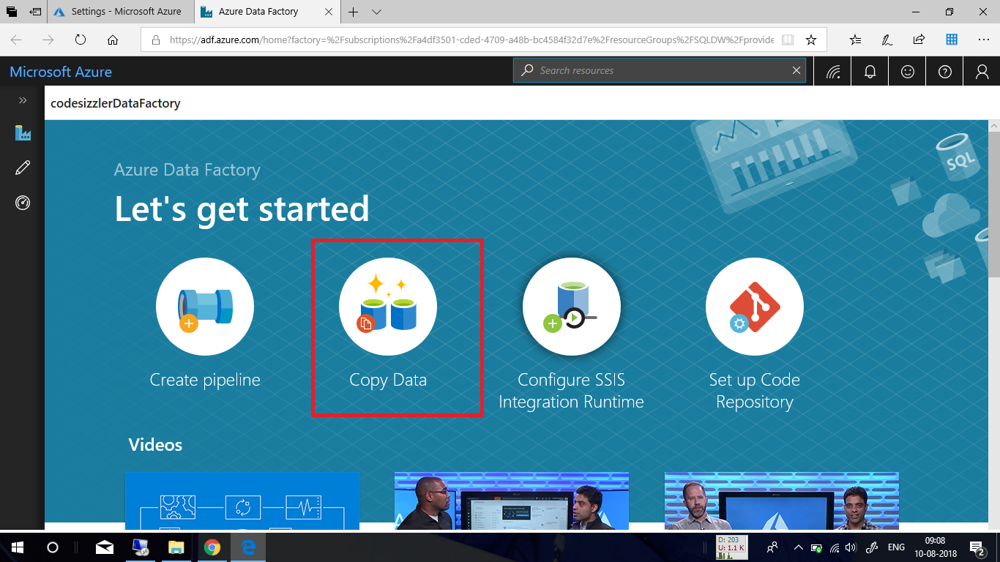 Settings - Microsoft Azure
Azure Data Factory
https://adf.azure.com/home?factory=%2Fsubscriptions%2Fa4df3501-cded-4709-a48b-bc4584f32d7e%2FresourceGroups%2FSQLDW%2Fprovide
Microsoft Azure
Search resources
codesizzlerDataFactory
SQL
Azure Data Factory
Let's get started
Create pipeline
Copy Data
Configure SSIS
Integration Runtime
Set up Code
Repository
Videos
D: 203
U: 1.1 K
ENG
09:08
10-08-2018
2